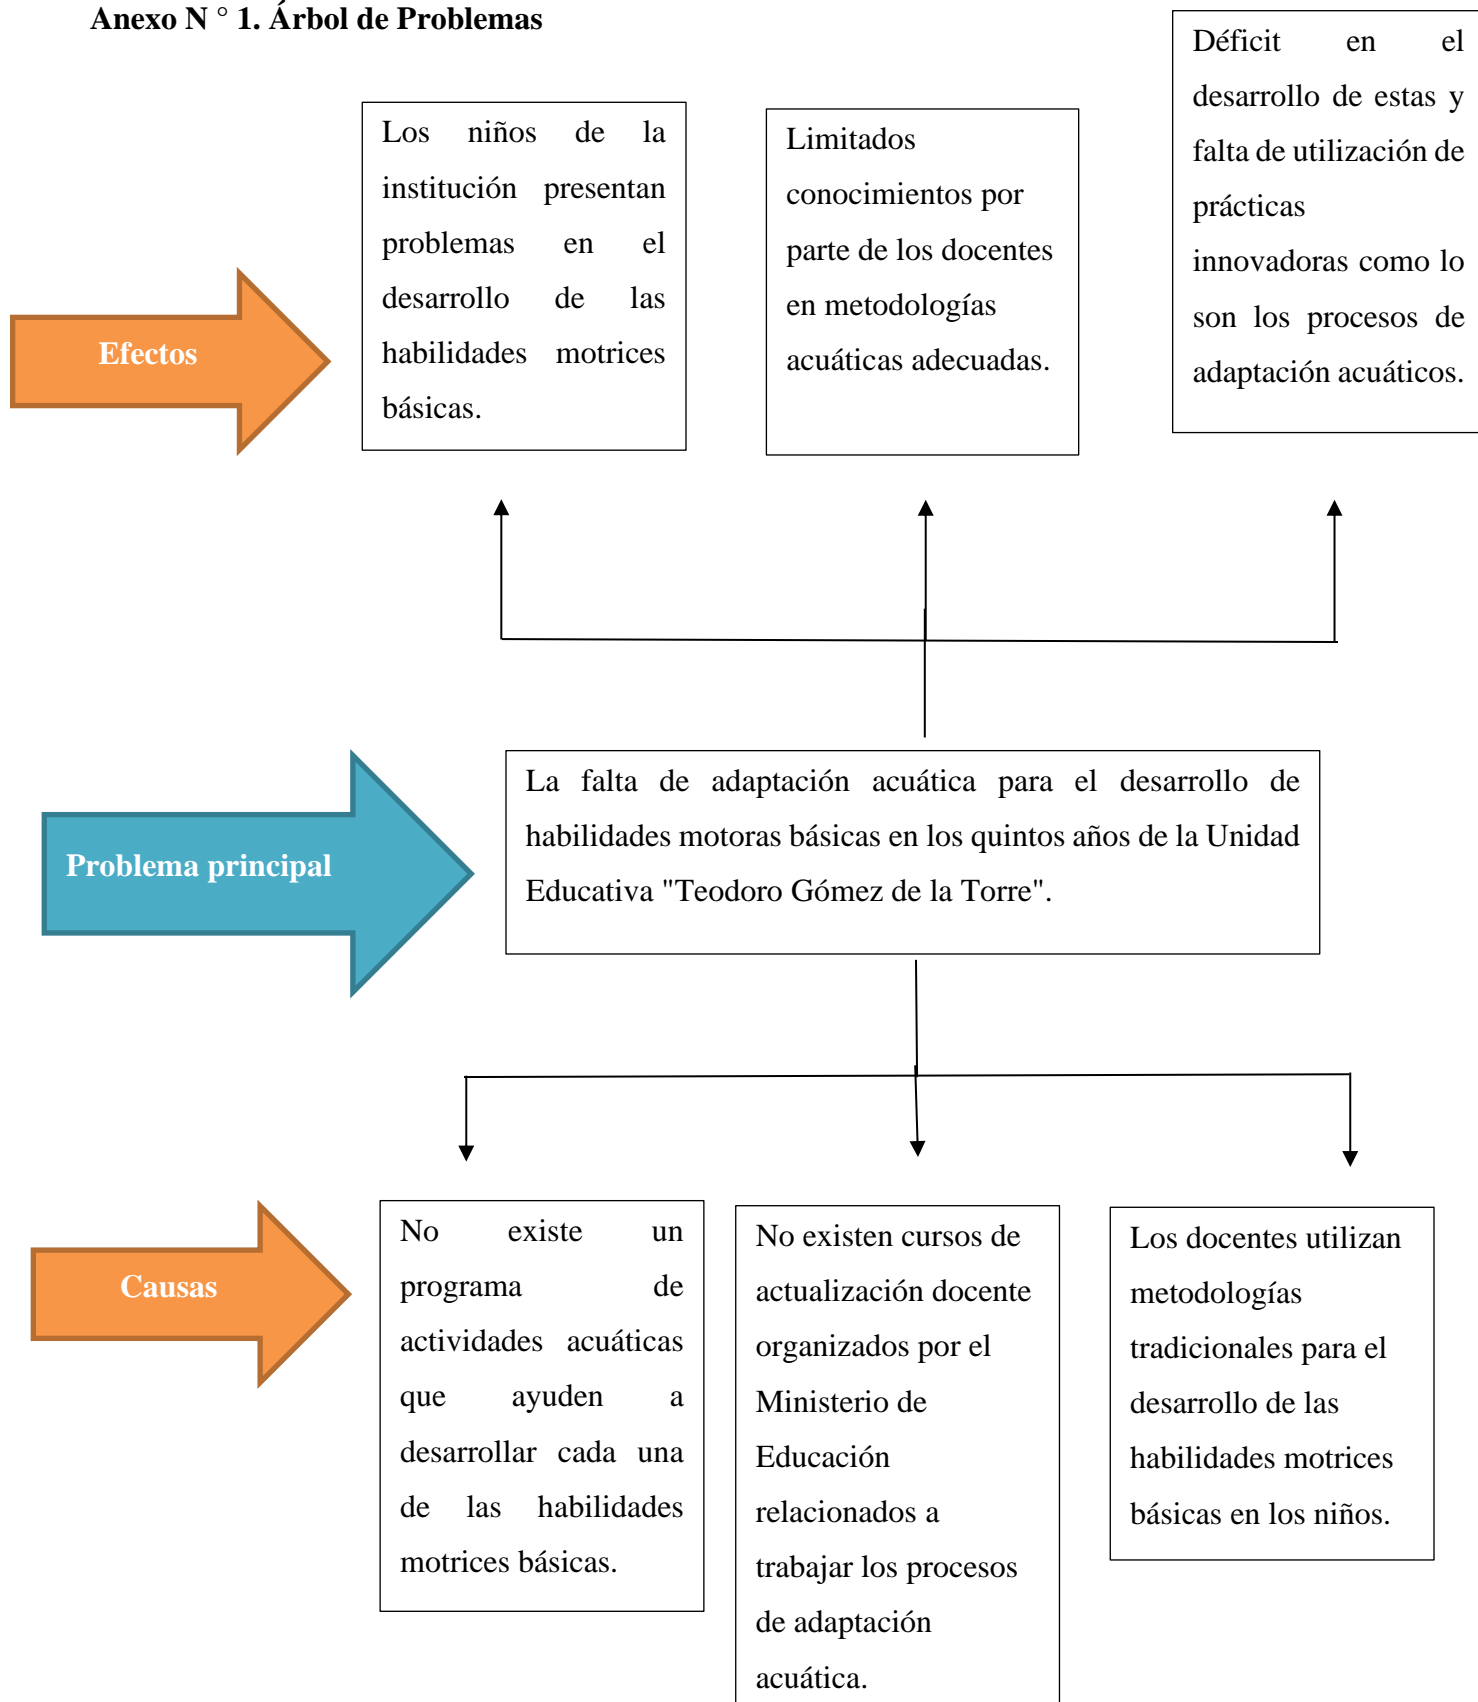 Anexo N ° 1. Árbol de Problemas
Efectos
Los niños de la
institución presentan
problemas en el
desarrollo de las
habilidades motrices
básicas.
Limitados
conocimientos por
parte de los docentes
en metodologías
acuáticas adecuadas.
Déficit en el
desarrollo de estas y
falta de utilización de
prácticas
innovadoras como lo
son los procesos de
adaptación acuáticos.
Problema principal
La falta de adaptación acuática para el desarrollo de
habilidades motoras básicas en los quintos años de la Unidad
Educativa "Teodoro Gómez de la Torre".
Causas
No existe un
programa de
actividades acuáticas
que ayuden a
desarrollar cada una
de las habilidades
motrices básicas.
No existen cursos de
actualización docente
organizados por el
Ministerio de
Educación
relacionados a
trabajar los procesos
de adaptación
acuática.
Los docentes utilizan
metodologías
tradicionales para el
desarrollo de las
habilidades motrices
básicas en los niños.